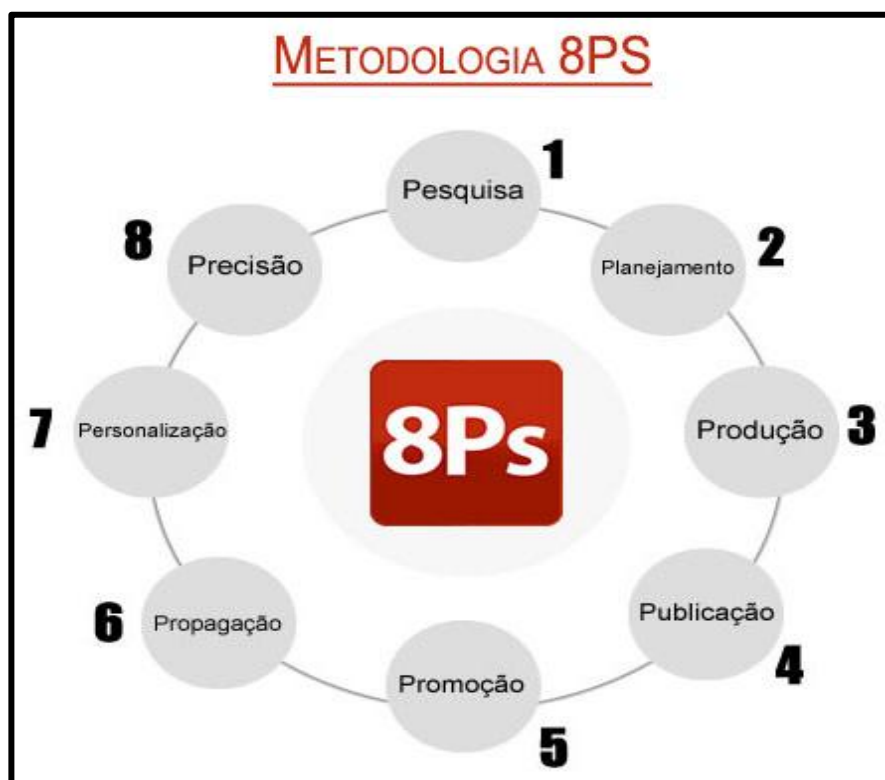 METODOLOGIA 8PS
1
Pesquisa
2
Planejamento
3
Produção
4
Publicação
5
Promoção
6
Propagação
7
Personalização
8
Precisão
8Ps